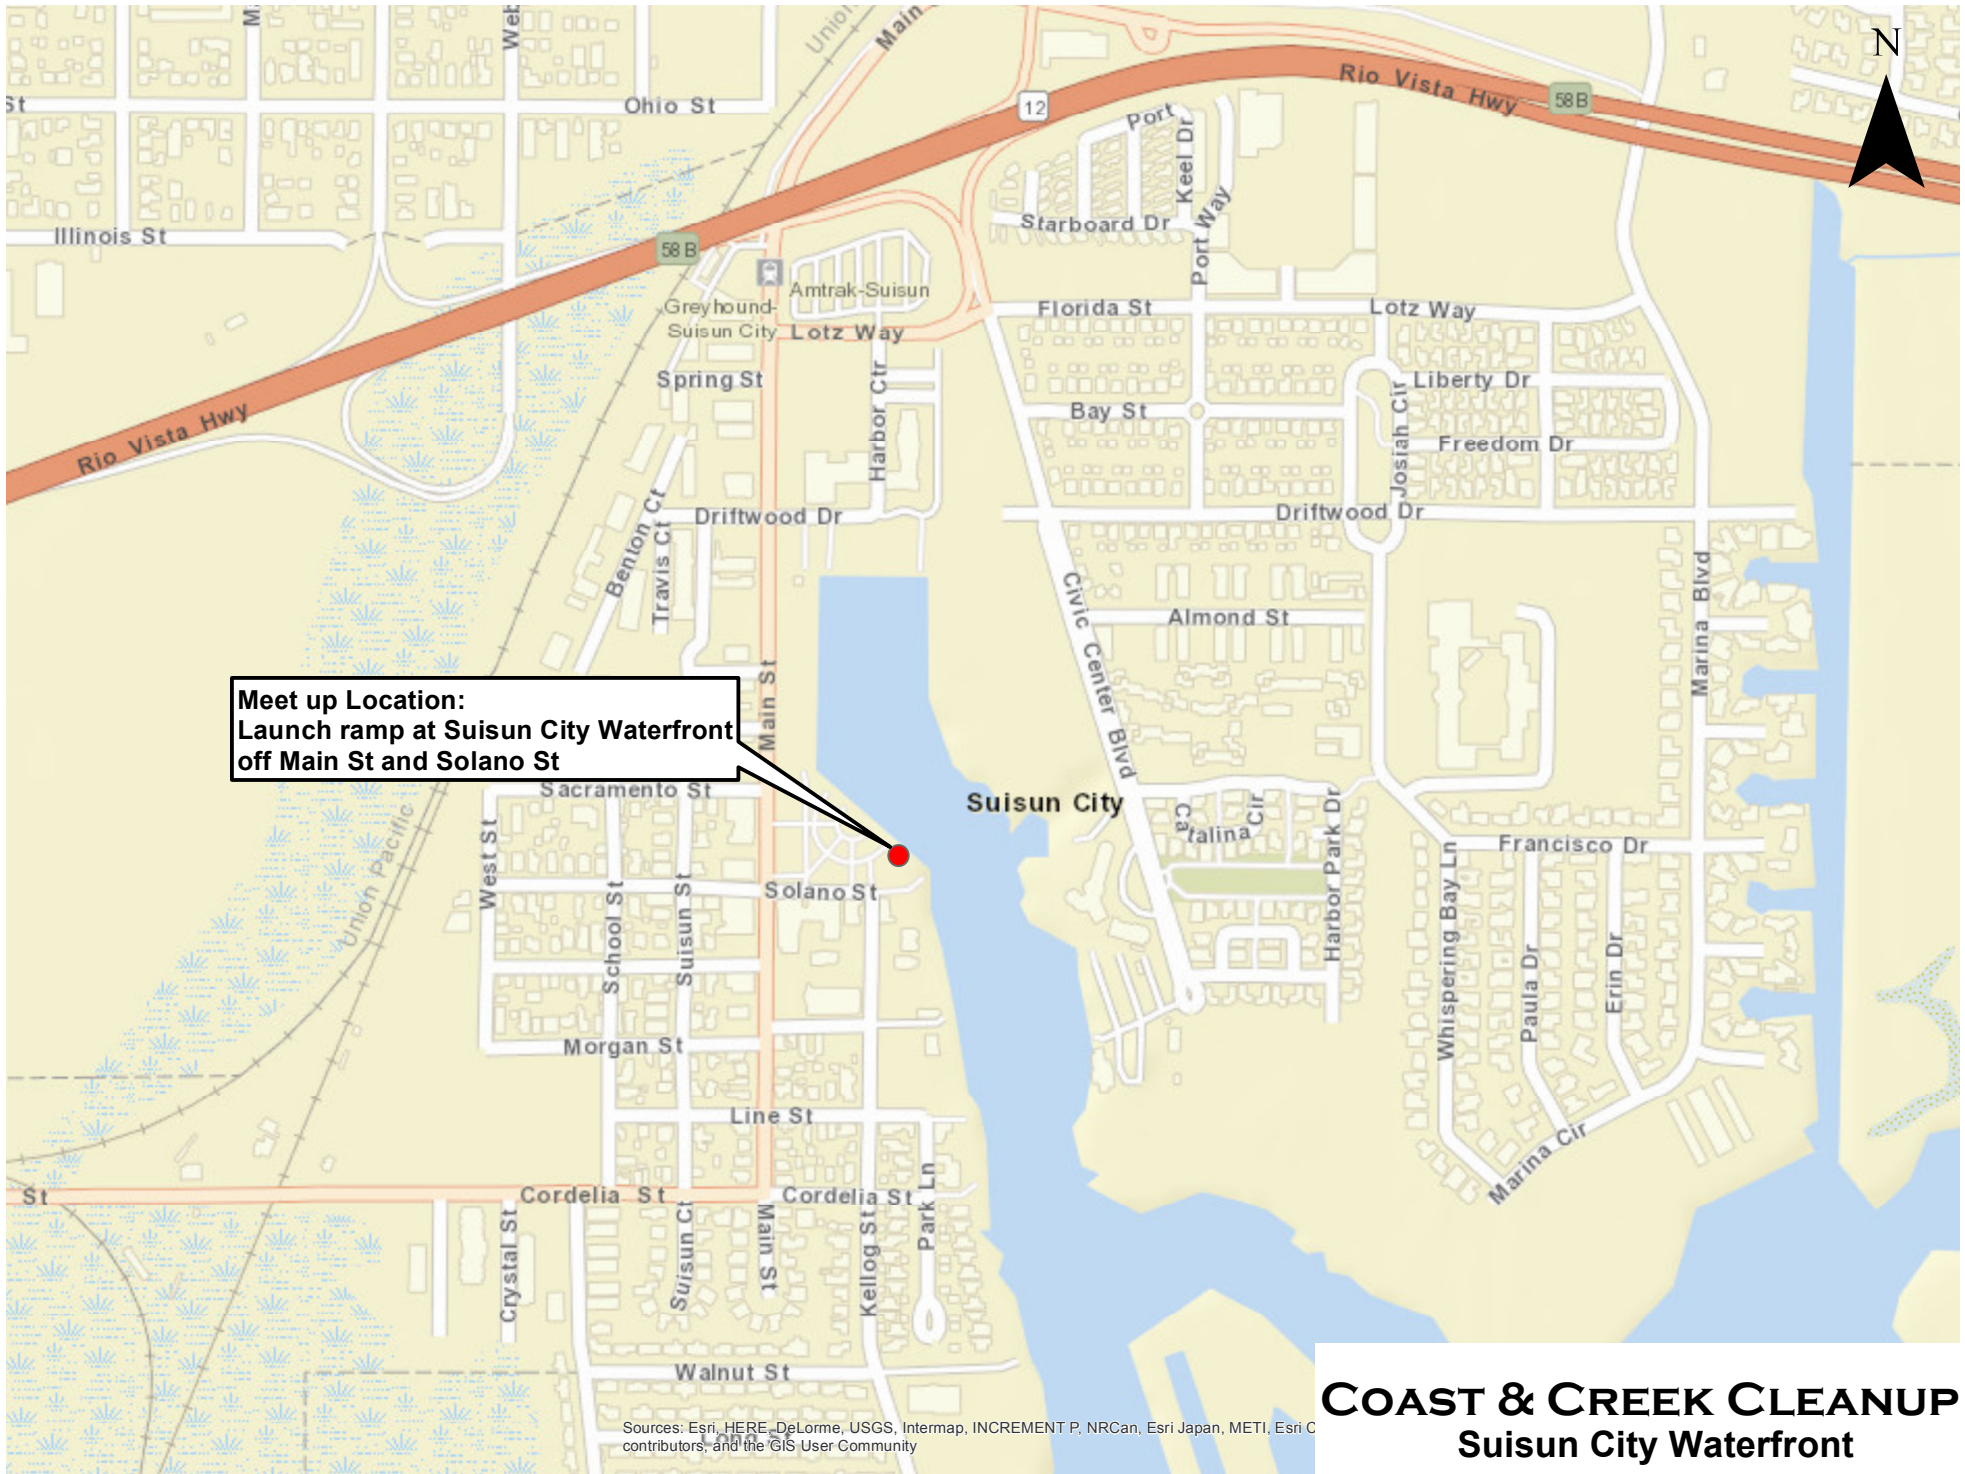 Union
Main
N
Rio Vista Hwy
58B
St
Ohio St
12
Port
Keel Dr
Illinois St
58 B
Starboard Dr
Port Way
Amtrak-Suisun
Greyhound-
Suisun City
Lotz Way
Florida St
Lotz Way
Spring St
Harbor Ctr
Bay St
Josiah Cir
Liberty Dr
Freedom Dr
Rio Vista Hwy
Benton Ct
Travis Ct
Driftwood Dr
Driftwood Dr
Civic Center Blvd
Almond St
Marina Blvd
Main St
Meet up Location:
Launch ramp at Suisun City Waterfront
off Main St and Solano St
Sacramento St
Suisun City
Catalina Cir
Harbor Park Dr
Francisco Dr
Union Pacific
West St
School St
Suisun St
Solano St
Whispering Bay Ln
Paula Dr
Erin Dr
Morgan St
Line St
Marina Cir
St
Cordelia St
Cordelia St
Park Ln
Crystal St
Suisun Ct
Main St
Kellog St
Walnut St
Long St
Sources: Esri, HERE, DeLorme, USGS, Intermap, INCREMENT P, NRCan, Esri Japan, METI, Esri C
contributors, and the GIS User Community
COAST & CREEK CLEANUP
Suisun City Waterfront